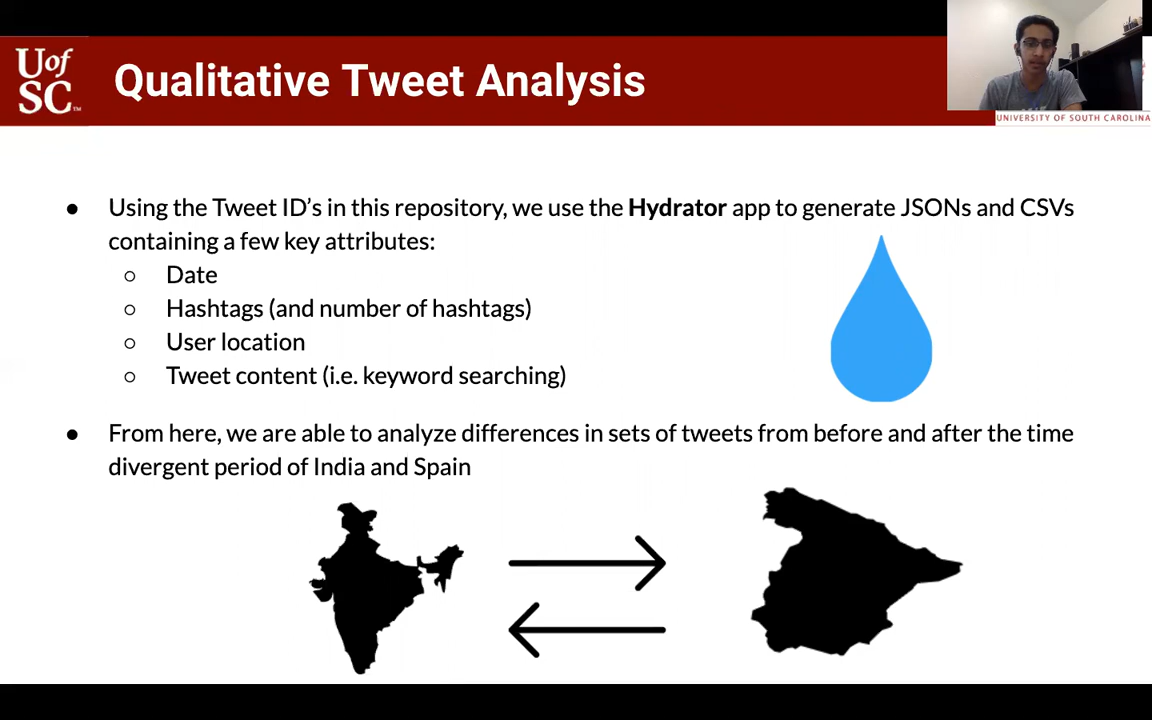 UofSC™
Qualitative Tweet Analysis
UNIVERSITY OF SOUTH CAROLINA
● Using the Tweet ID’s in this repository, we use the Hydrator app to generate JSONs and CSVs
containing a few key attributes:
○ Date
○ Hashtags (and number of hashtags)
○ User location
○ Tweet content (i.e. keyword searching)
● From here, we are able to analyze differences in sets of tweets from before and after the time
divergent period of India and Spain